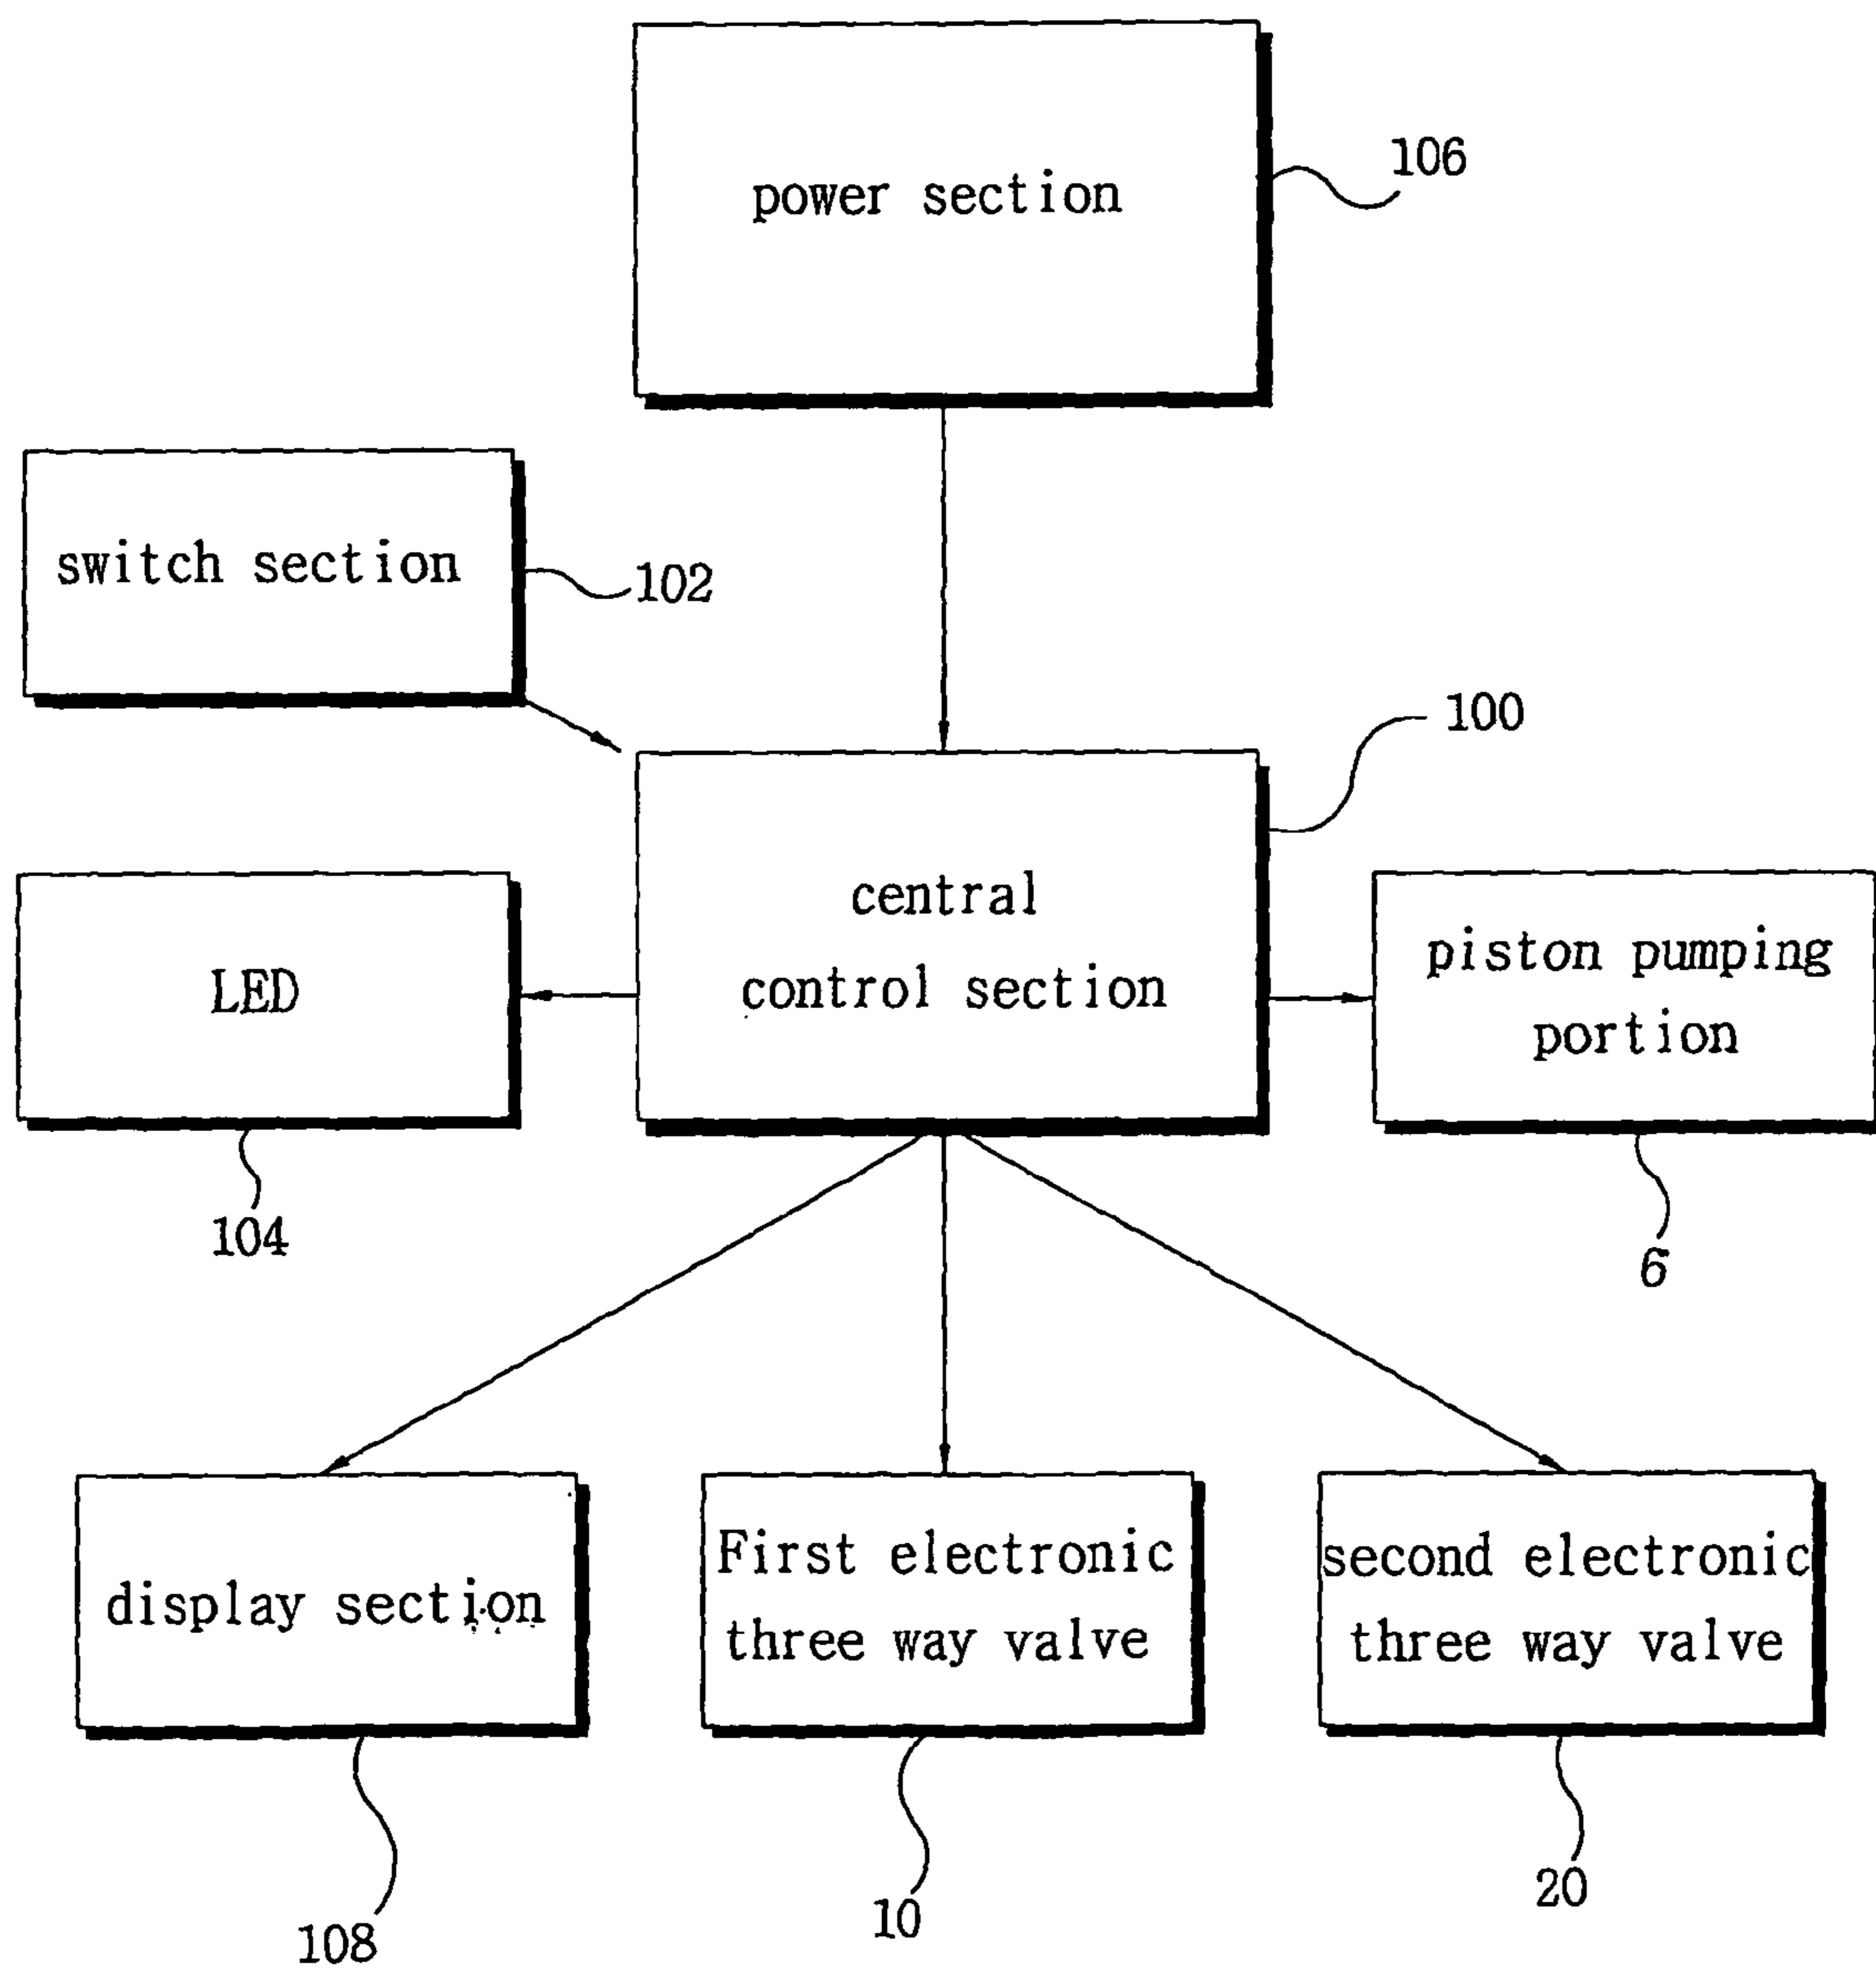 power section
106
switch section
102
100
central
control section
LED
piston pumping
portion
104
6
display section
First electronic
three way valve
second electronic
three way valve
108
10
20